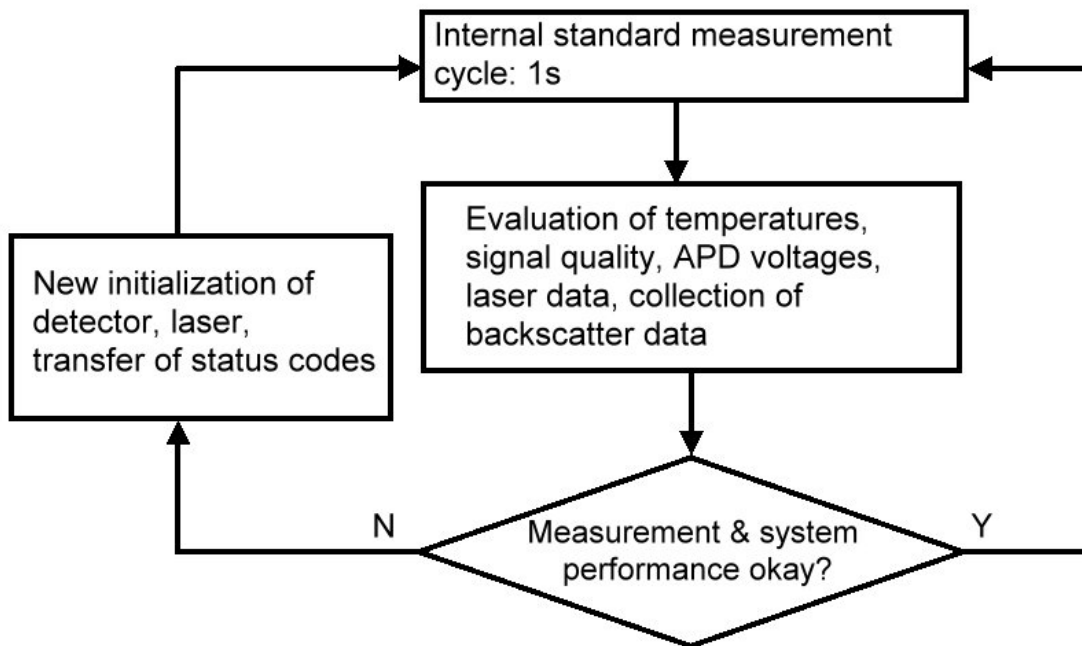 Internal standard measurement
cycle: 1s
Evaluation of temperatures,
signal quality, APD voltages,
laser data, collection of
backscatter data
New initialization of
detector, laser,
transfer of status codes
N
Measurement & system
performance okay?
Y